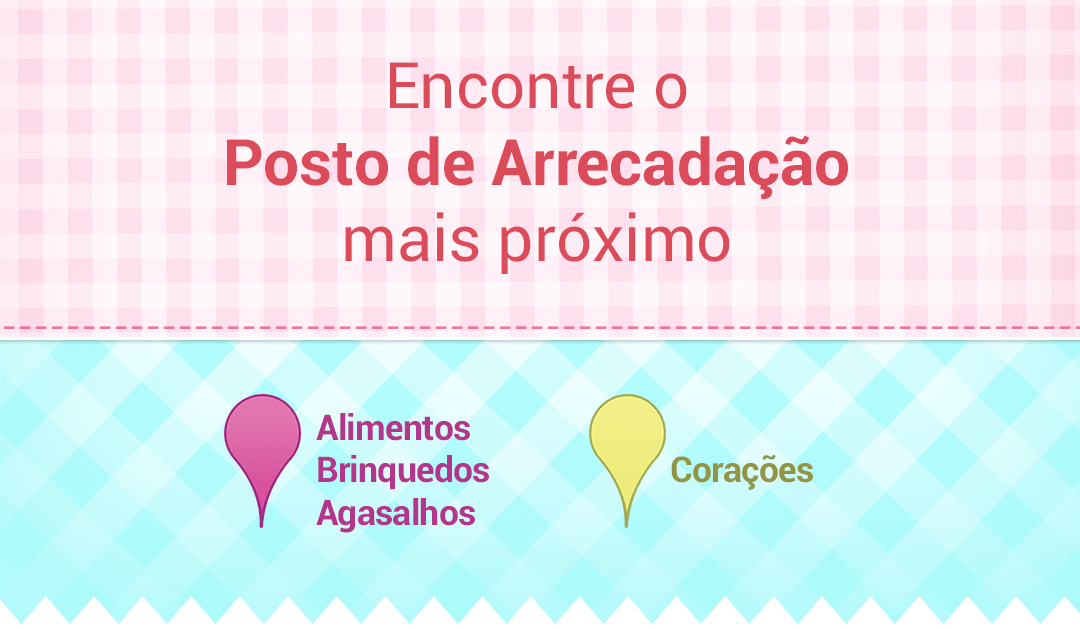 Encontre o
Posto de Arrecadação
mais próximo
Alimentos
Brinquedos
Agasalhos
Corações